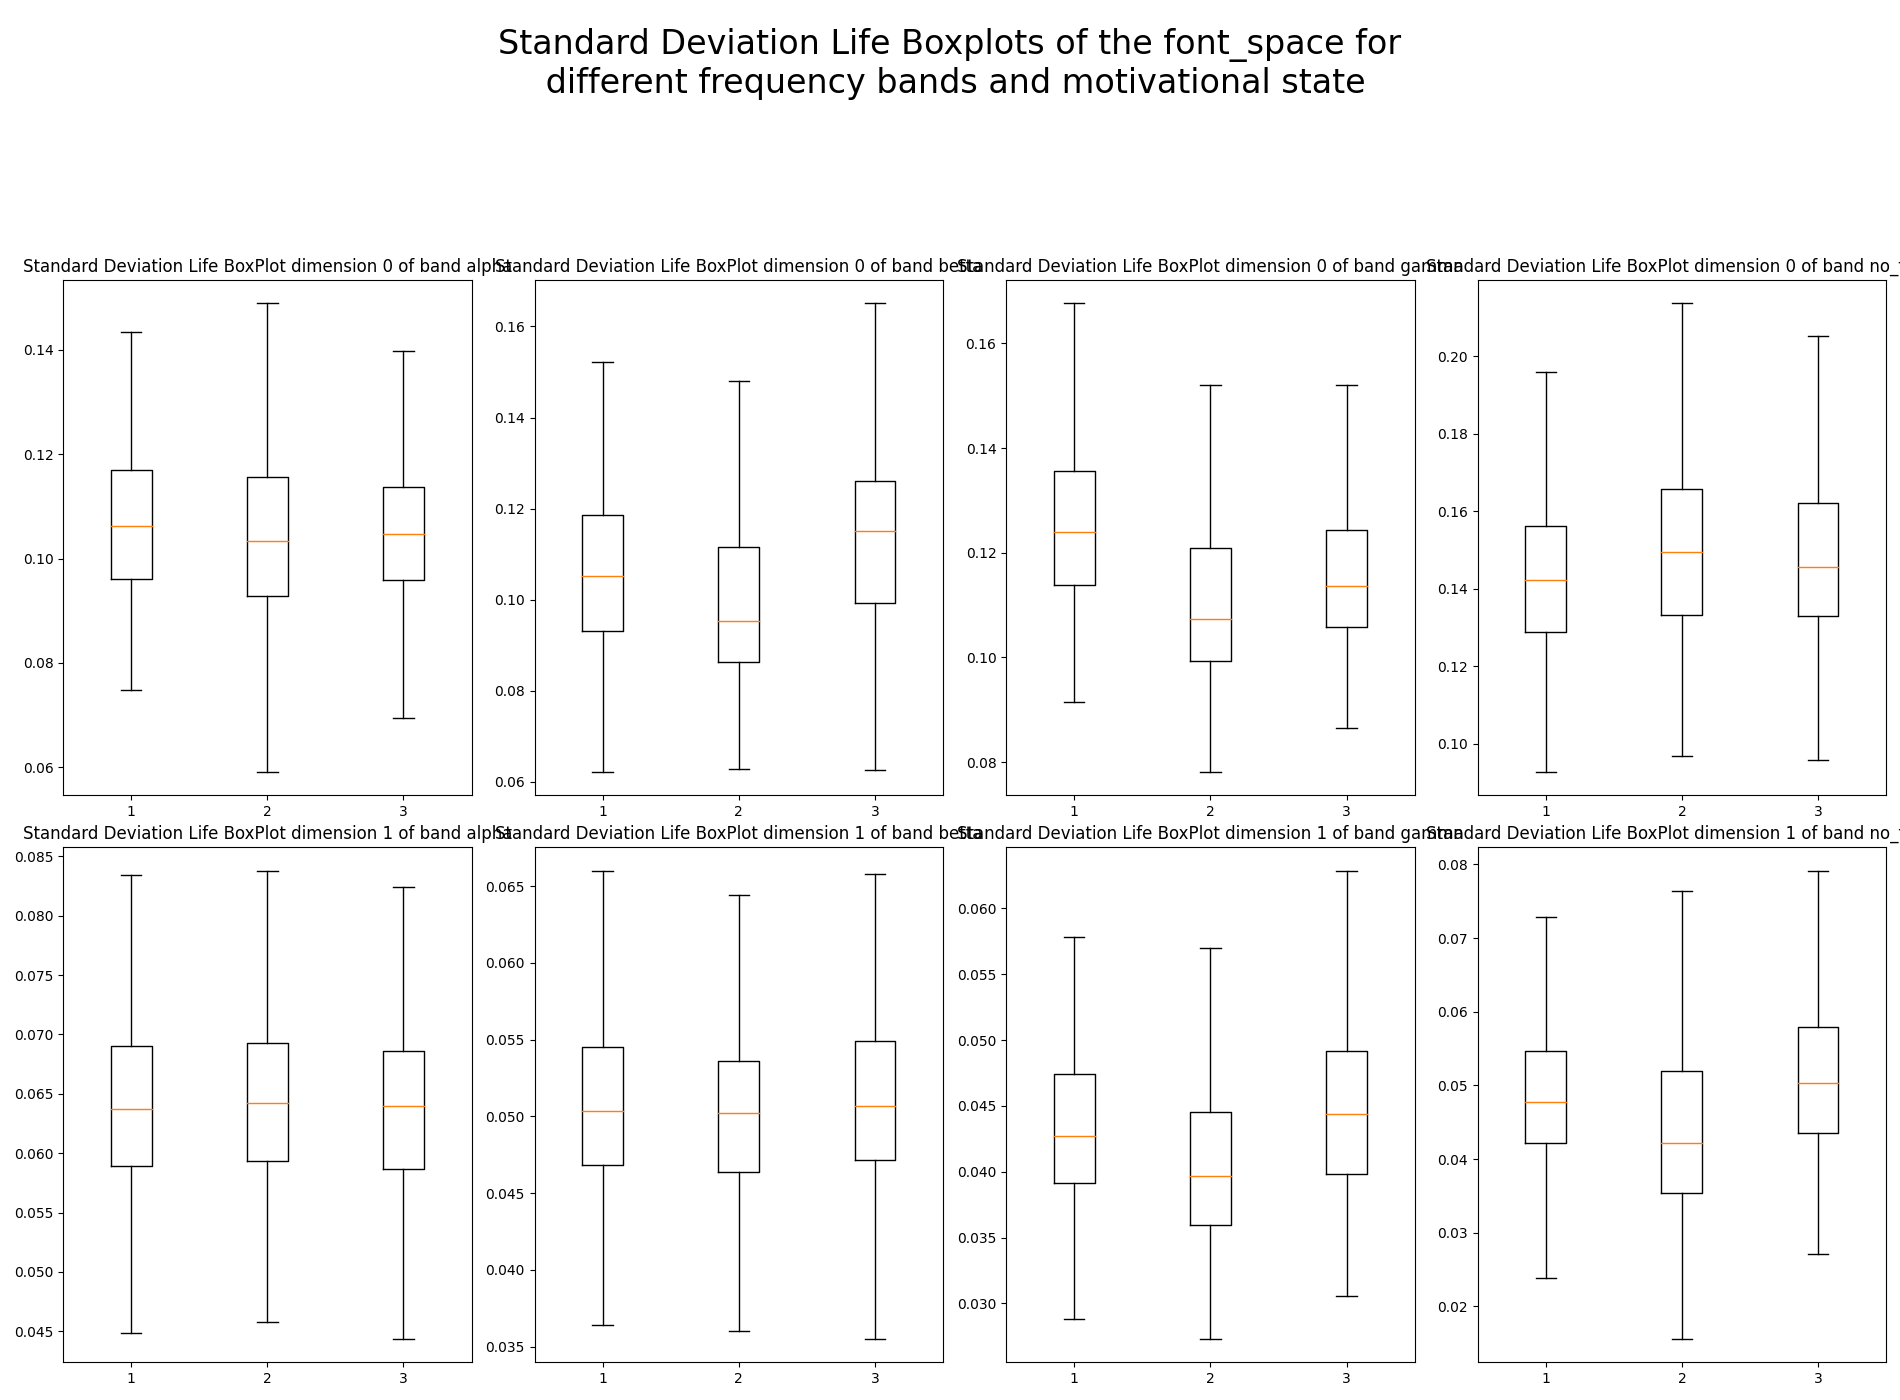 Standard Deviation Life Boxplots of the font_space for
different frequency bands and motivational state
Standard Deviation Life BoxPlot dimension 0 of band alpha
Standard Deviation Life BoxPlot dimension 0 of band beta
Standard Deviation Life BoxPlot dimension 0 of band gamma
Standard Deviation Life BoxPlot dimension 0 of band no_
0.14
0.12
0.10
0.08
0.06
1 2 3
0.16
0.14
0.12
0.10
0.08
0.06
1 2 3
0.16
0.14
0.12
0.10
0.08
1 2 3
0.20
0.18
0.16
0.14
0.12
0.10
1 2 3
Standard Deviation Life BoxPlot dimension 1 of band alpha
Standard Deviation Life BoxPlot dimension 1 of band beta
Standard Deviation Life BoxPlot dimension 1 of band gamma
Standard Deviation Life BoxPlot dimension 1 of band no_
0.085
0.080
0.075
0.070
0.065
0.060
0.055
0.050
0.045
1 2 3
0.065
0.060
0.055
0.050
0.045
0.040
0.035
1 2 3
0.060
0.055
0.050
0.045
0.040
0.035
0.030
1 2 3
0.08
0.07
0.06
0.05
0.04
0.03
0.02
1 2 3